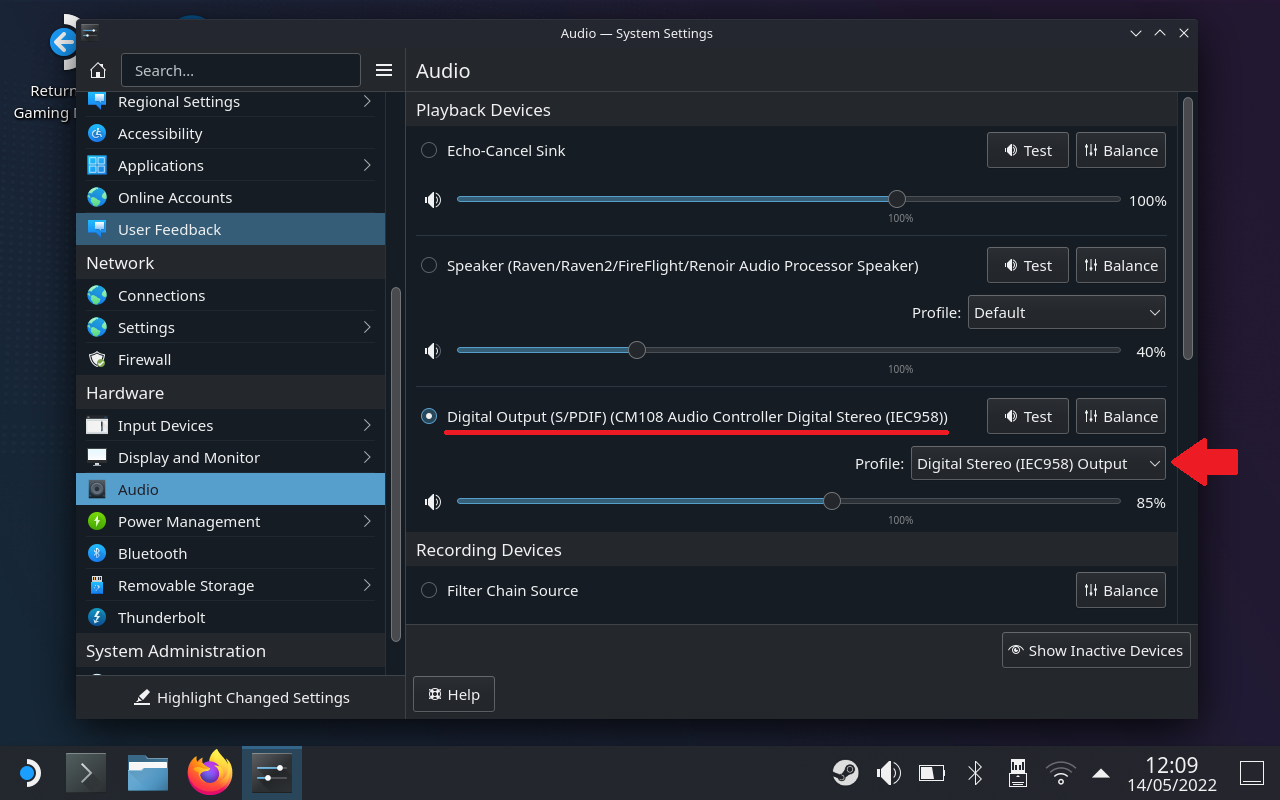 Audio — System Settings
Return
Gaming
Search...
Audio
Regional Settings
Accessibility
Applications
Online Accounts
User Feedback
Network
Connections
Settings
Firewall
Hardware
Input Devices
Display and Monitor
Audio
Power Management
Bluetooth
Removable Storage
Thunderbolt
System Administration
Highlight Changed Settings
Playback Devices
Echo-Cancel Sink
Test
Balance
100%
100%
Speaker (Raven/Raven2/FireFlight/Renoir Audio Processor Speaker)
Test
Balance
Profile: Default
40%
100%
Digital Output (S/PDIF) (CM108 Audio Controller Digital Stereo (IEC958))
Test
Balance
Profile: Digital Stereo (IEC958) Output
85%
100%
Recording Devices
Filter Chain Source
Balance
Show Inactive Devices
Help
12:09
14/05/2022